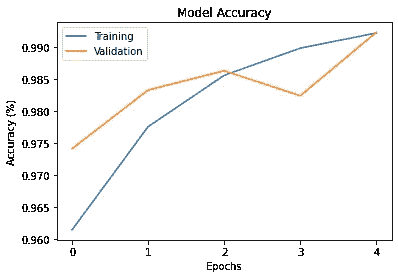 Model Accuracy
Training
Validation
Accuracy (%)
0.990
0.985
0.980
0.975
0.970
0.965
0.960
0 1 2 3 4
Epochs